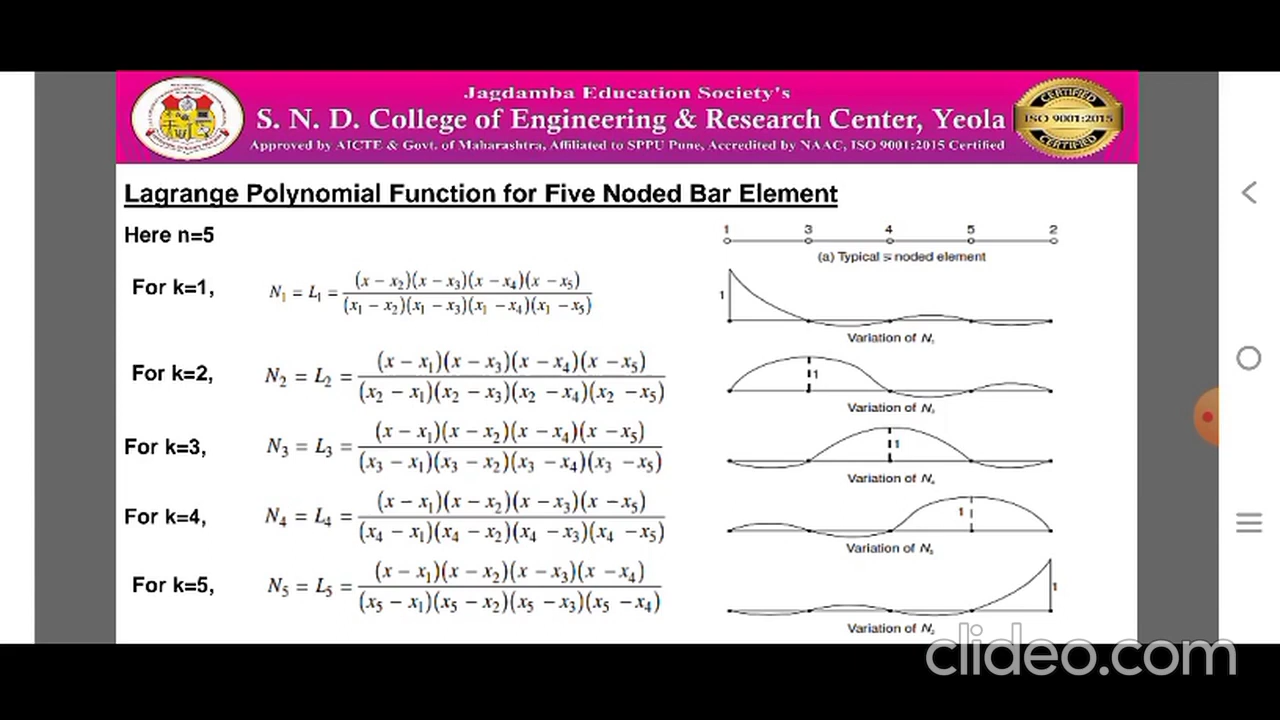 Jagdamba Education Society's
S. N. D. College of Engineering & Research Center, Yeola
Approved by AICTE & Govt. of Maharashtra, Affiliated to SPPU Pune, Accredited by NAAC, ISO 9001:2015 Certified
CERTIFIED
ISO 9001:2015
CERTIFIED
Lagrange Polynomial Function for Five Noded Bar Element
Here n=5
1 3 4 5 2
(a) Typical 5 noded element
For k=1, N₁ = L₁ = (x − x₂)(x − x₃)(x − x₄)(x − x₅) / (x₁ − x₂)(x₁ − x₃)(x₁ − x₄)(x₁ − x₅)
1
Variation of N₁
For k=2, N₂ = L₂ = (x − x₁)(x − x₃)(x − x₄)(x − x₅) / (x₂ − x₁)(x₂ − x₃)(x₂ − x₄)(x₂ − x₅)
1
Variation of N₃
For k=3, N₃ = L₃ = (x − x₁)(x − x₂)(x − x₄)(x − x₅) / (x₃ − x₁)(x₃ − x₂)(x₃ − x₄)(x₃ − x₅)
1
Variation of N₄
For k=4, N₄ = L₄ = (x − x₁)(x − x₂)(x − x₃)(x − x₅) / (x₄ − x₁)(x₄ − x₂)(x₄ − x₃)(x₄ − x₅)
1
Variation of N₅
For k=5, N₅ = L₅ = (x − x₁)(x − x₂)(x − x₃)(x − x₄) / (x₅ − x₁)(x₅ − x₂)(x₅ − x₃)(x₅ − x₄)
1
Variation of N₂
clideo.com